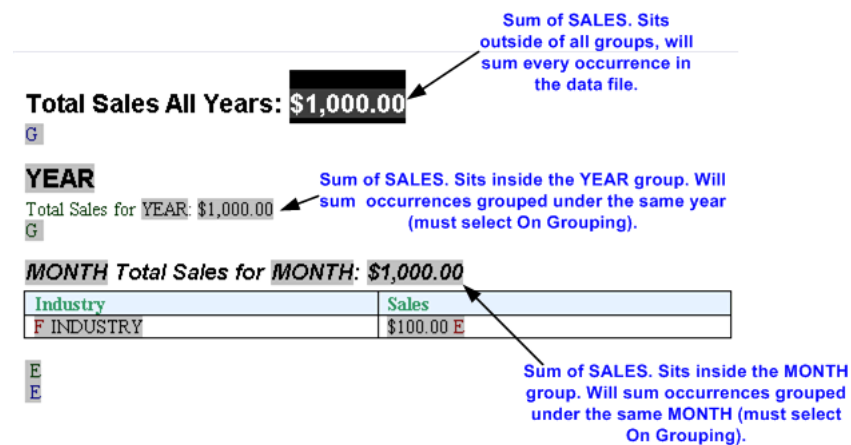 Sum of SALES. Sits
outside of all groups, will
sum every occurrence in
the data file.
Total Sales All Years: $1,000.00
G
YEAR
Total Sales for YEAR: $1,000.00
G
Sum of SALES. Sits inside the YEAR group. Will
sum occurrences grouped under the same year
(must select On Grouping).
MONTH Total Sales for MONTH: $1,000.00
Industry Sales
F INDUSTRY $100.00 E
E
E
Sum of SALES. Sits inside the MONTH
group. Will sum occurrences grouped
under the same MONTH (must select
On Grouping).